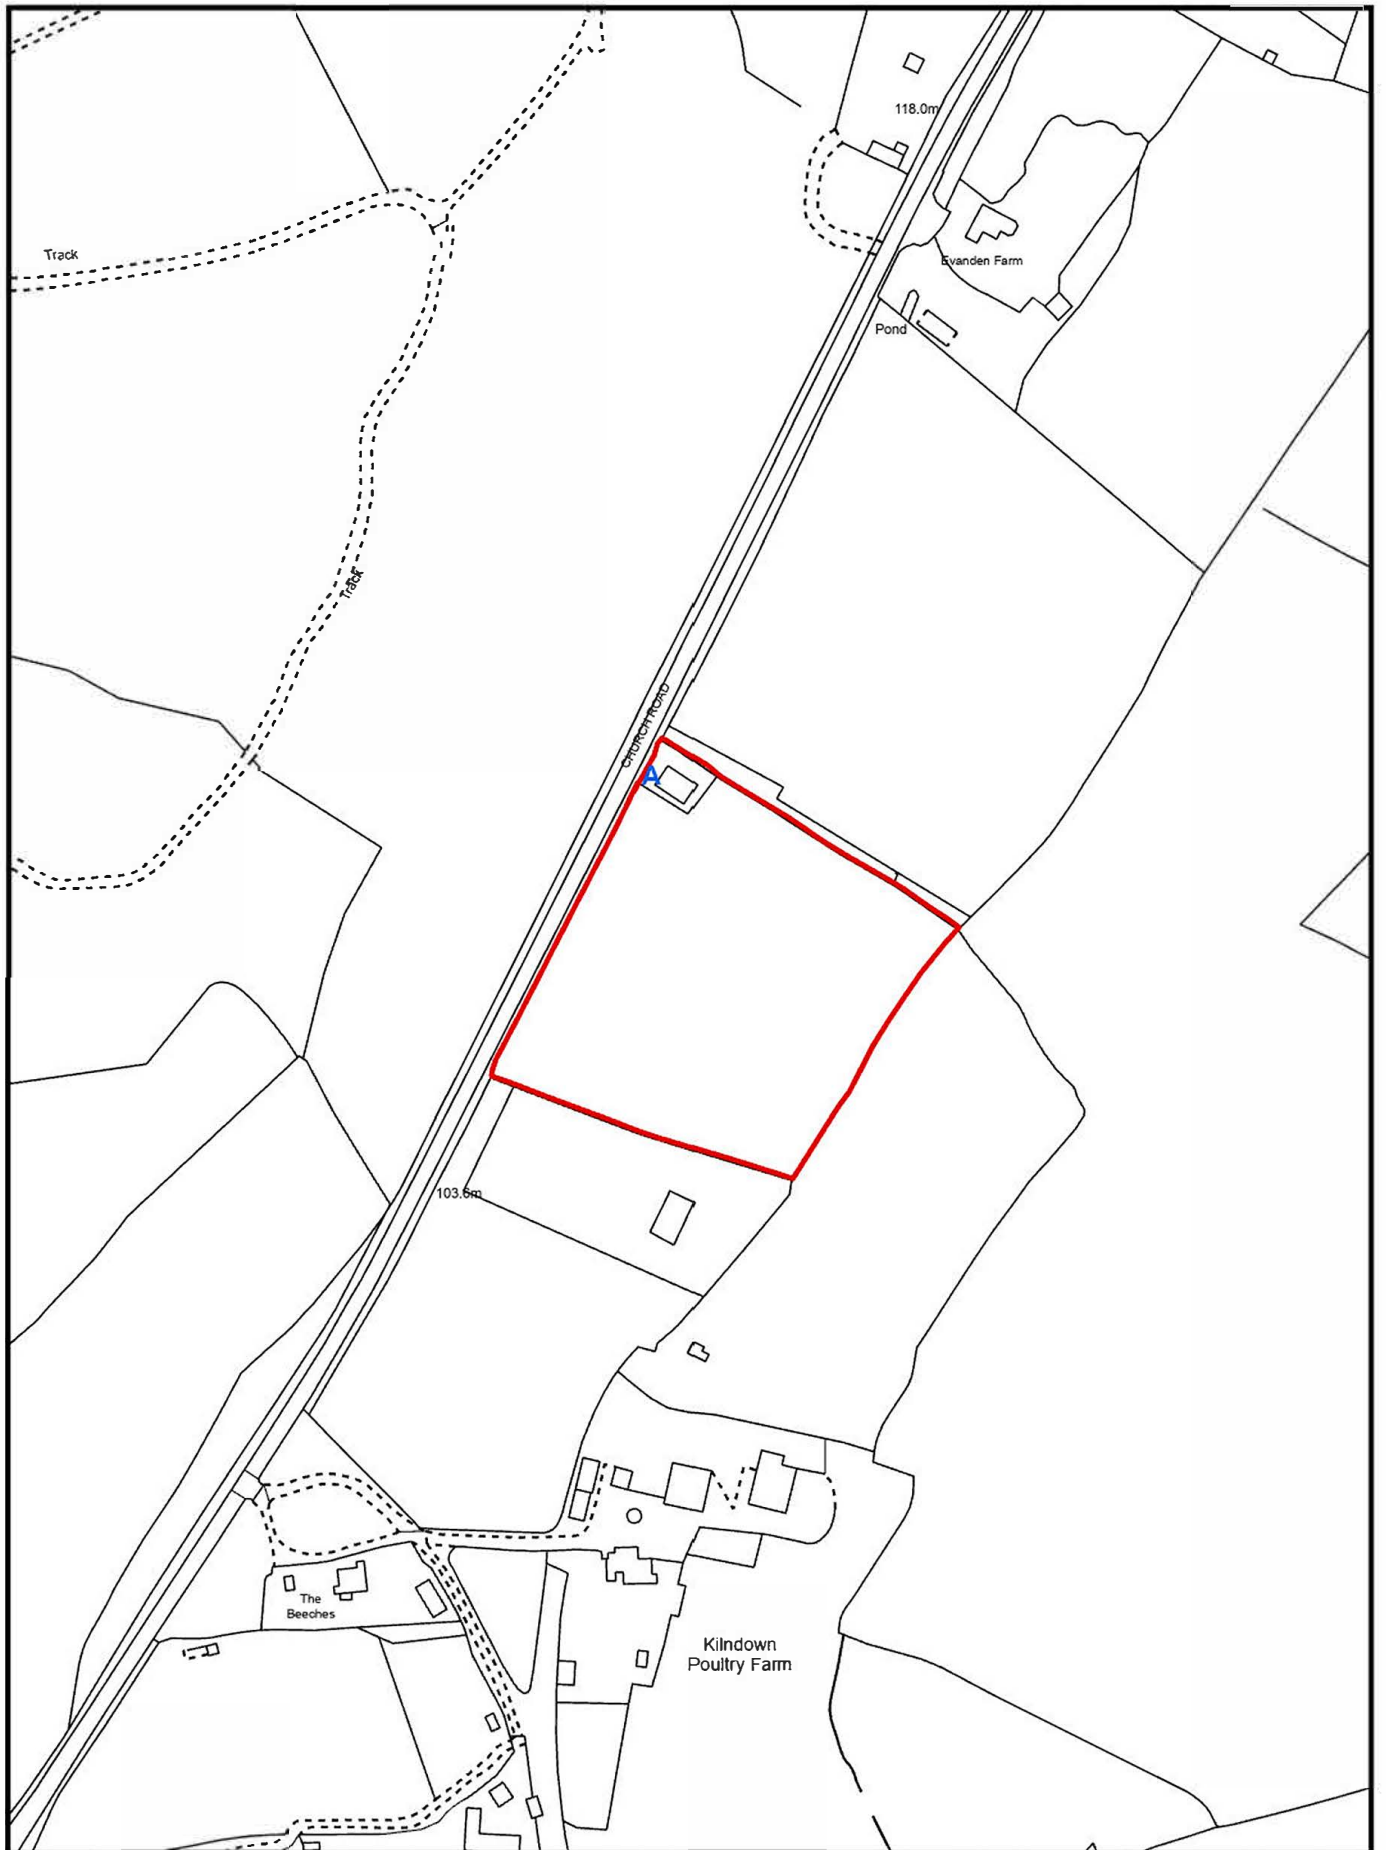 118.0m
Track
Evanden Farm
Pond
Track
CHURCH ROAD
A
103.6m
The
Beeches
Kilndown
Poultry Farm